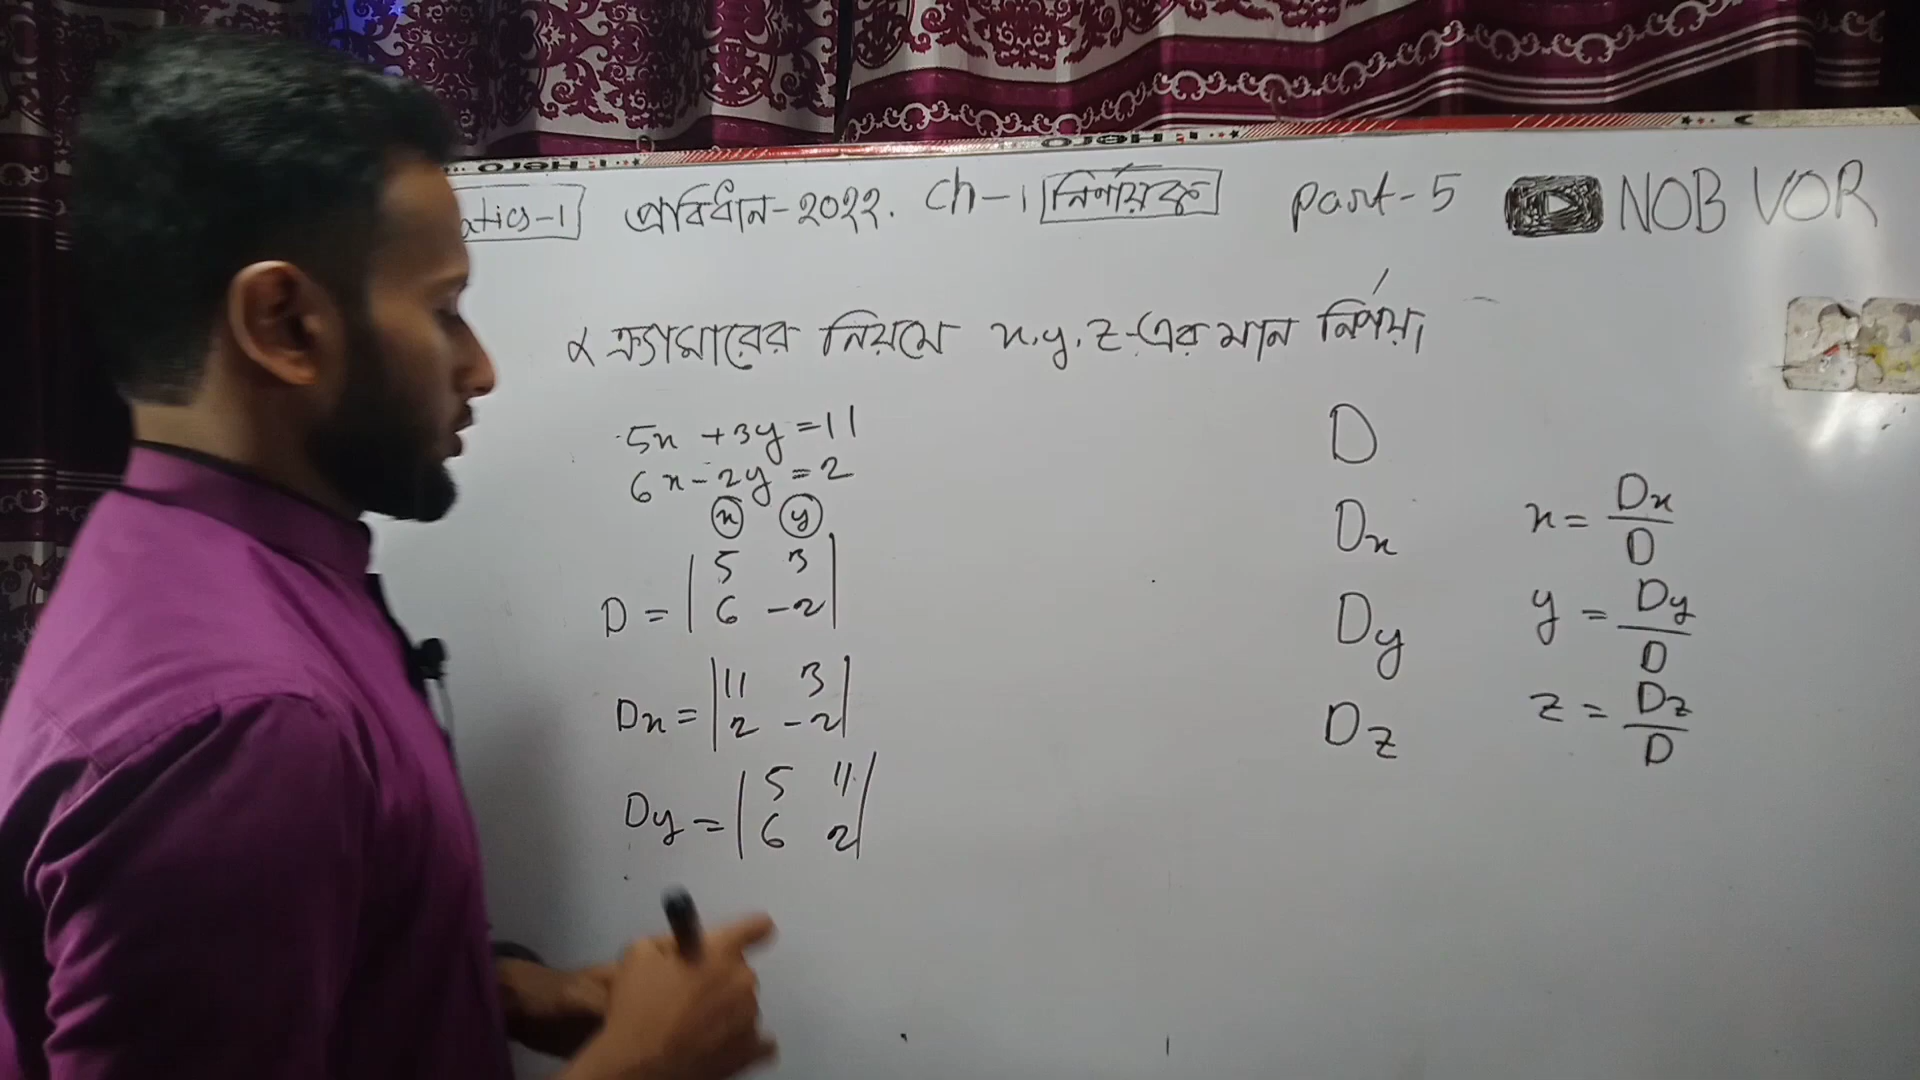 atics-1 প্রবিধান-২০২২. Ch-1 নির্ণায়ক part-5 NOB VOR
ক্র্যামারের নিয়মে x,y,z-এর মান নির্ণয়।
5x +3y =11
6x-2y =2
x y
D = | 5 3 |
| 6 -2 |
Dx = | 11 3 |
| 2 -2 |
Dy = | 5 11 |
| 6 2 |
D
Dx
Dy
Dz
x = Dx/D
y = Dy/D
z = Dz/D